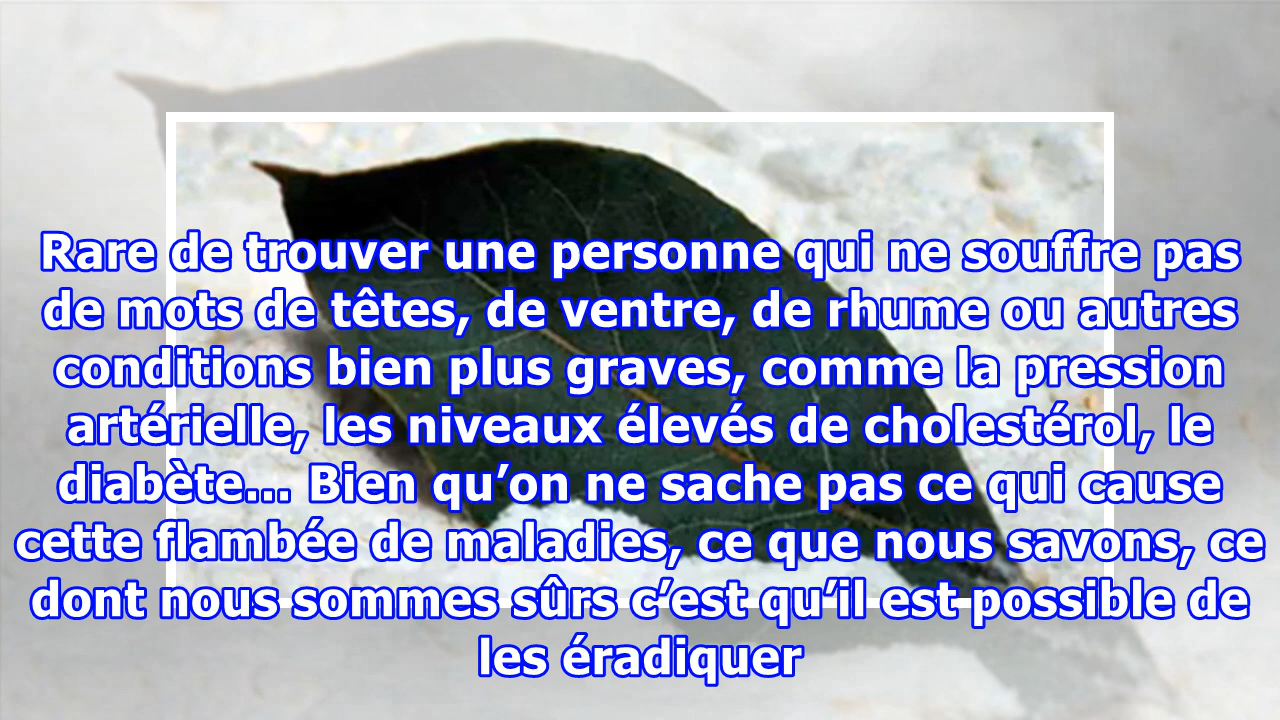 Rare de trouver une personne qui ne souffre pas
de mots de têtes, de ventre, de rhume ou autres
conditions bien plus graves, comme la pression
artérielle, les niveaux élevés de cholestérol, le
diabète... Bien qu’on ne sache pas ce qui cause
cette flambée de maladies, ce que nous savons, ce
dont nous sommes sûrs c’est qu’il est possible de
les éradiquer